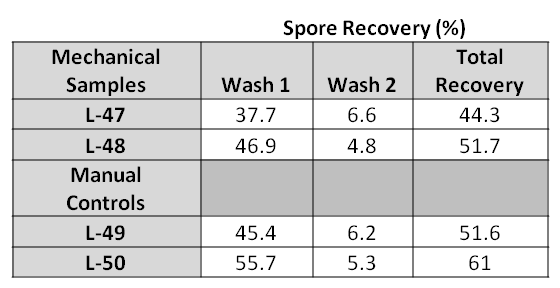 Spore Recovery (%)
Mechanical Samples Wash 1 Wash 2 Total Recovery
L-47 37.7 6.6 44.3
L-48 46.9 4.8 51.7
Manual Controls
L-49 45.4 6.2 51.6
L-50 55.7 5.3 61